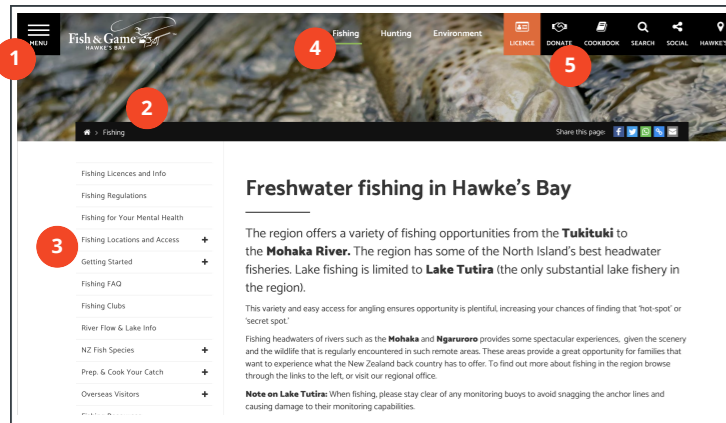 MENU
Fish & Game
HAWKE'S BAY
Fishing Hunting Environment
LICENCE DONATE COOKBOOK SEARCH SOCIAL HAWKE'S
1
4
5
2
> Fishing
Share this page:
Fishing Licences and Info
Fishing Regulations
Fishing for Your Mental Health
3
Fishing Locations and Access +
Getting Started +
Fishing FAQ
Fishing Clubs
River Flow & Lake Info
NZ Fish Species +
Prep. & Cook Your Catch +
Overseas Visitors +
Freshwater fishing in Hawke's Bay
The region offers a variety of fishing opportunities from the Tukituki to
the Mohaka River. The region has some of the North Island's best headwater
fisheries. Lake fishing is limited to Lake Tutira (the only substantial lake fishery in
the region).
This variety and easy access for angling ensures opportunity is plentiful, increasing your chances of finding that 'hot-spot' or
'secret spot.'
Fishing headwaters of rivers such as the Mohaka and Ngaruroro provides some spectacular experiences, given the scenery
and the wildlife that is regularly encountered in such remote areas. These areas provide a great opportunity for families that
want to experience what the New Zealand back country has to offer. To find out more about fishing in the region browse
through the links to the left, or visit our regional office.
Note on Lake Tutira: When fishing, please stay clear of any monitoring buoys to avoid snagging the anchor lines and
causing damage to their monitoring capabilities.